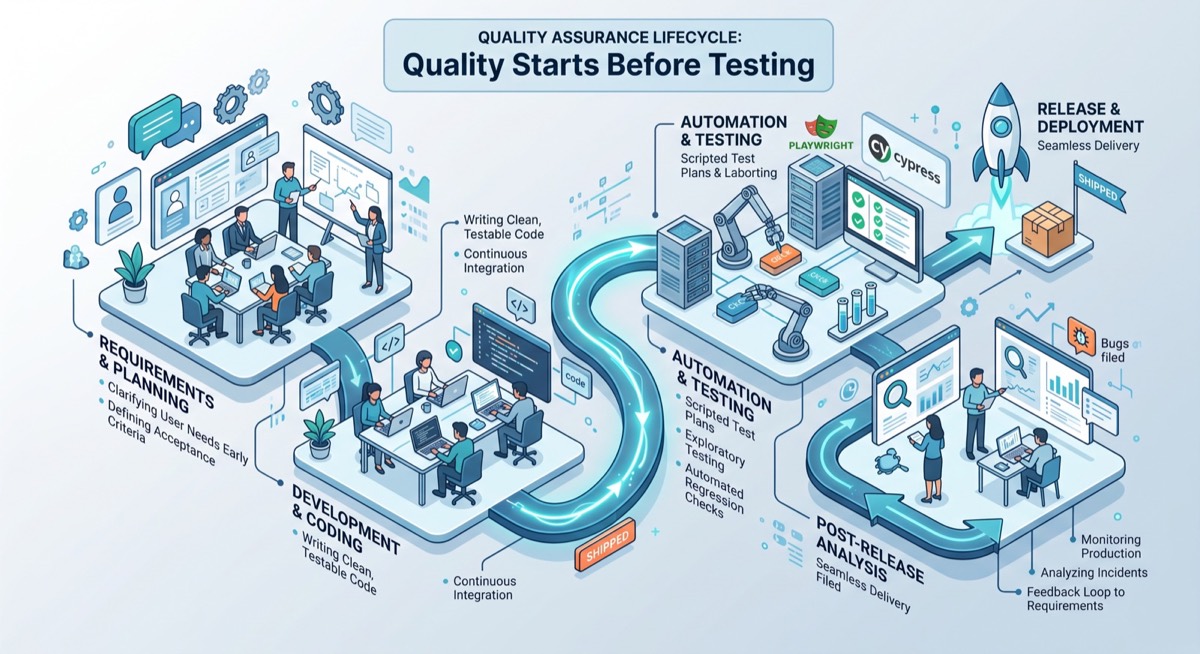 QUALITY ASSURANCE LIFECYCLE:
Quality Starts Before Testing
REQUIREMENTS
& PLANNING
• Clarifying User Needs Early
• Defining Acceptance
Criteria
• Writing Clean,
Testable Code
• Continuous
Integration
</>
</>
code
DEVELOPMENT
& CODING
• Writing Clean,
Testable Code
• Continuous
Integration
SHIPPED
AUTOMATION
& TESTING
Scripted Test
Plans & Laborting
PLAYWRIGHT
cy cypress
AUTOMATION
& TESTING
• Scripted Test
Plans
• Exploratory
Testing
• Automated
Regression
Checks
RELEASE &
DEPLOYMENT
Seamless Delivery
SHIPPED
Bugs
filed
POST-RELEASE
ANALYSIS
Seamless Delivery
Filed
Monitoring
Production
Analyzing Incidents
Feedback Loop to
Requirements